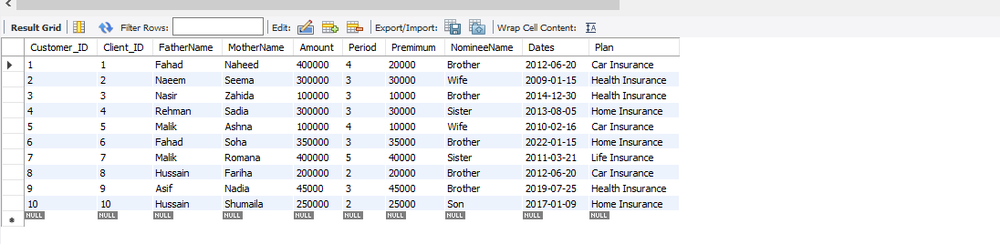 Result Grid Filter Rows: Edit: Export/Import: Wrap Cell Content: IA
Customer_ID Client_ID FatherName MotherName Amount Period Premimum NomineeName Dates Plan
1 1 Fahad Naheed 400000 4 20000 Brother 2012-06-20 Car Insurance
2 2 Naeem Seema 300000 3 30000 Wife 2009-01-15 Health Insurance
3 3 Nasir Zahida 100000 3 10000 Brother 2014-12-30 Health Insurance
4 4 Rehman Sadia 300000 3 30000 Sister 2013-08-05 Home Insurance
5 5 Malik Ashna 100000 4 10000 Wife 2010-02-16 Car Insurance
6 6 Fahad Soha 350000 3 35000 Brother 2022-01-15 Home Insurance
7 7 Malik Romana 400000 5 40000 Sister 2011-03-21 Life Insurance
8 8 Hussain Fariha 200000 2 20000 Brother 2012-06-20 Car Insurance
9 9 Asif Nadia 45000 3 45000 Brother 2019-07-25 Health Insurance
10 10 Hussain Shumaila 250000 2 25000 Son 2017-01-09 Home Insurance
NULL NULL NULL NULL NULL NULL NULL NULL NULL NULL